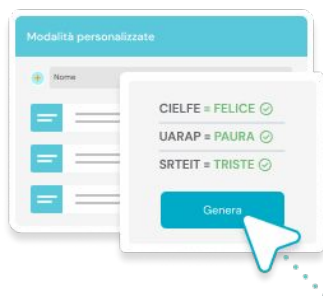 Modalità personalizzate
Nome
CIELFE = FELICE
UARAP = PAURA
SRTEIT = TRISTE
Genera